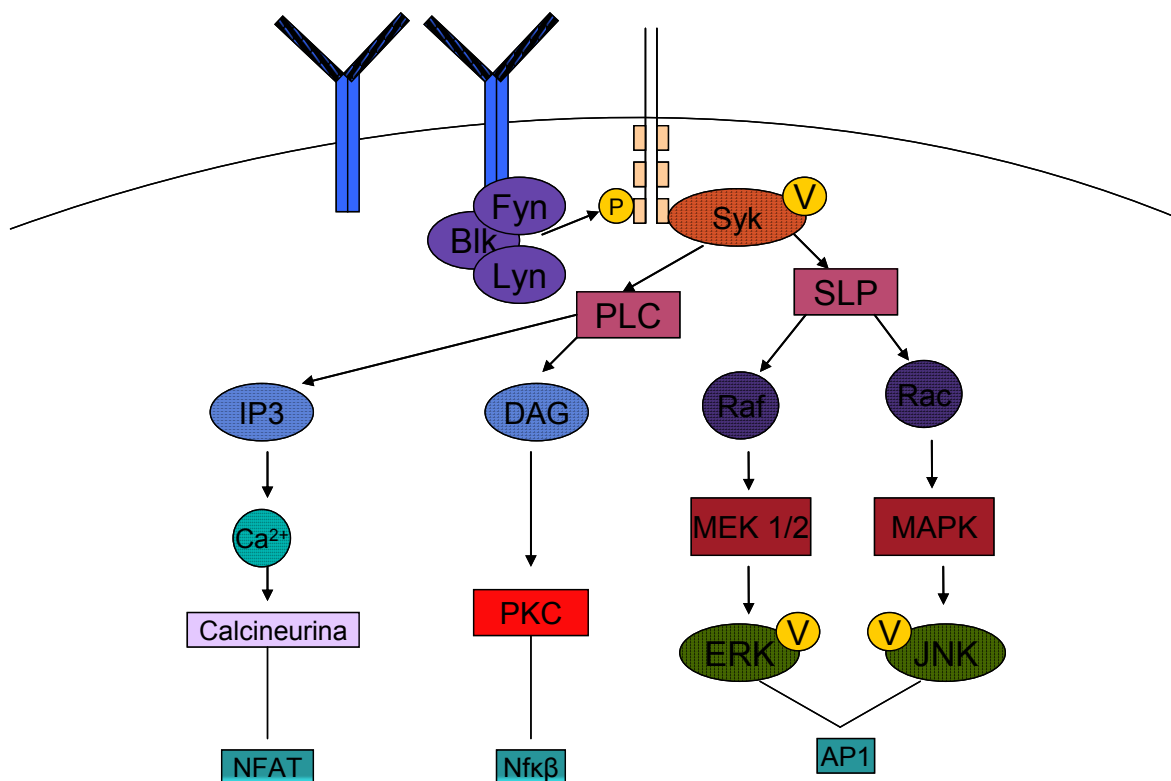 Fyn
Blk
Lyn
P
Syk
V
PLC
SLP
IP3
DAG
Raf
Rac
Ca²⁺
MEK 1/2
MAPK
Calcineurina
PKC
ERK
V
V
JNK
NFAT
Nfκβ
AP1